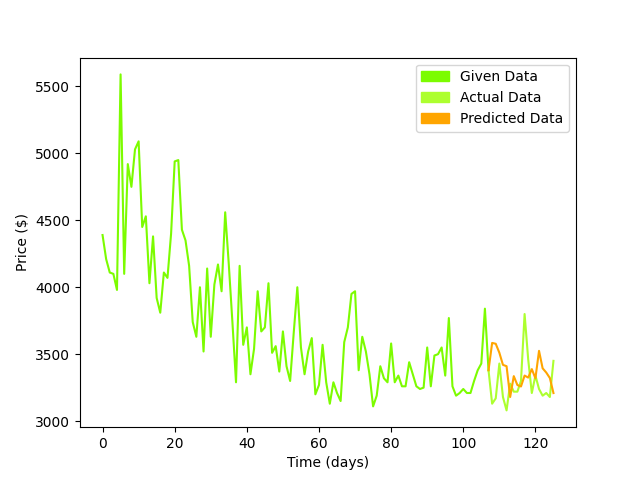 Given Data
Actual Data
Predicted Data
5500
5000
4500
4000
3500
3000
Price ($)
0 20 40 60 80 100 120
Time (days)